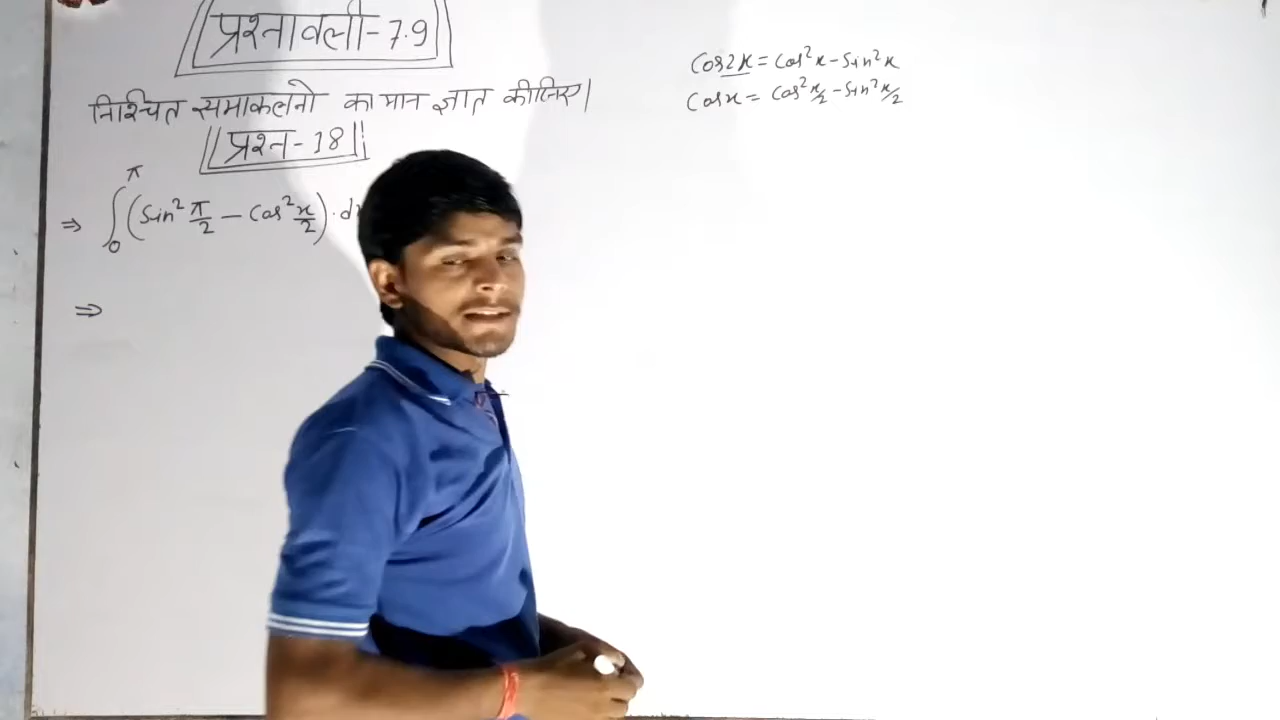 प्रश्नावली-7.9
निश्चित समाकलनो का मान ज्ञात कीजिए।
प्रश्न-18
⇒ ∫₀^π (Sin² π/2 − Cos² x/2)·d
⇒
Cos2x = Cos²x − Sin²x
Cosx = Cos² x/2 − Sin² x/2